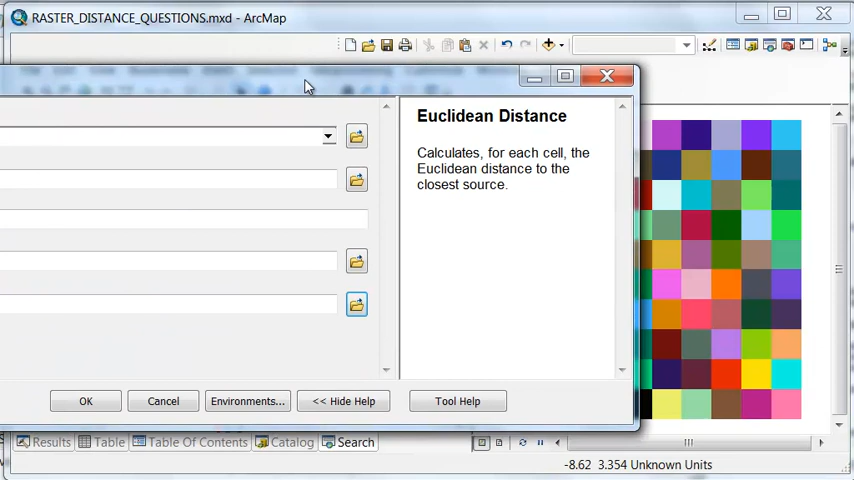 RASTER_DISTANCE_QUESTIONS.mxd - ArcMap
Euclidean Distance
Calculates, for each cell, the
Euclidean distance to the
closest source.
OK
Cancel
Environments...
<< Hide Help
Tool Help
Results
Table
Table Of Contents
Catalog
Search
-8.62 3.354 Unknown Units